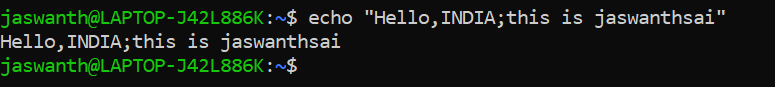 jaswanth@LAPTOP-J42L886K:~$ echo "Hello,INDIA;this is jaswanthsai"
Hello,INDIA;this is jaswanthsai
jaswanth@LAPTOP-J42L886K:~$